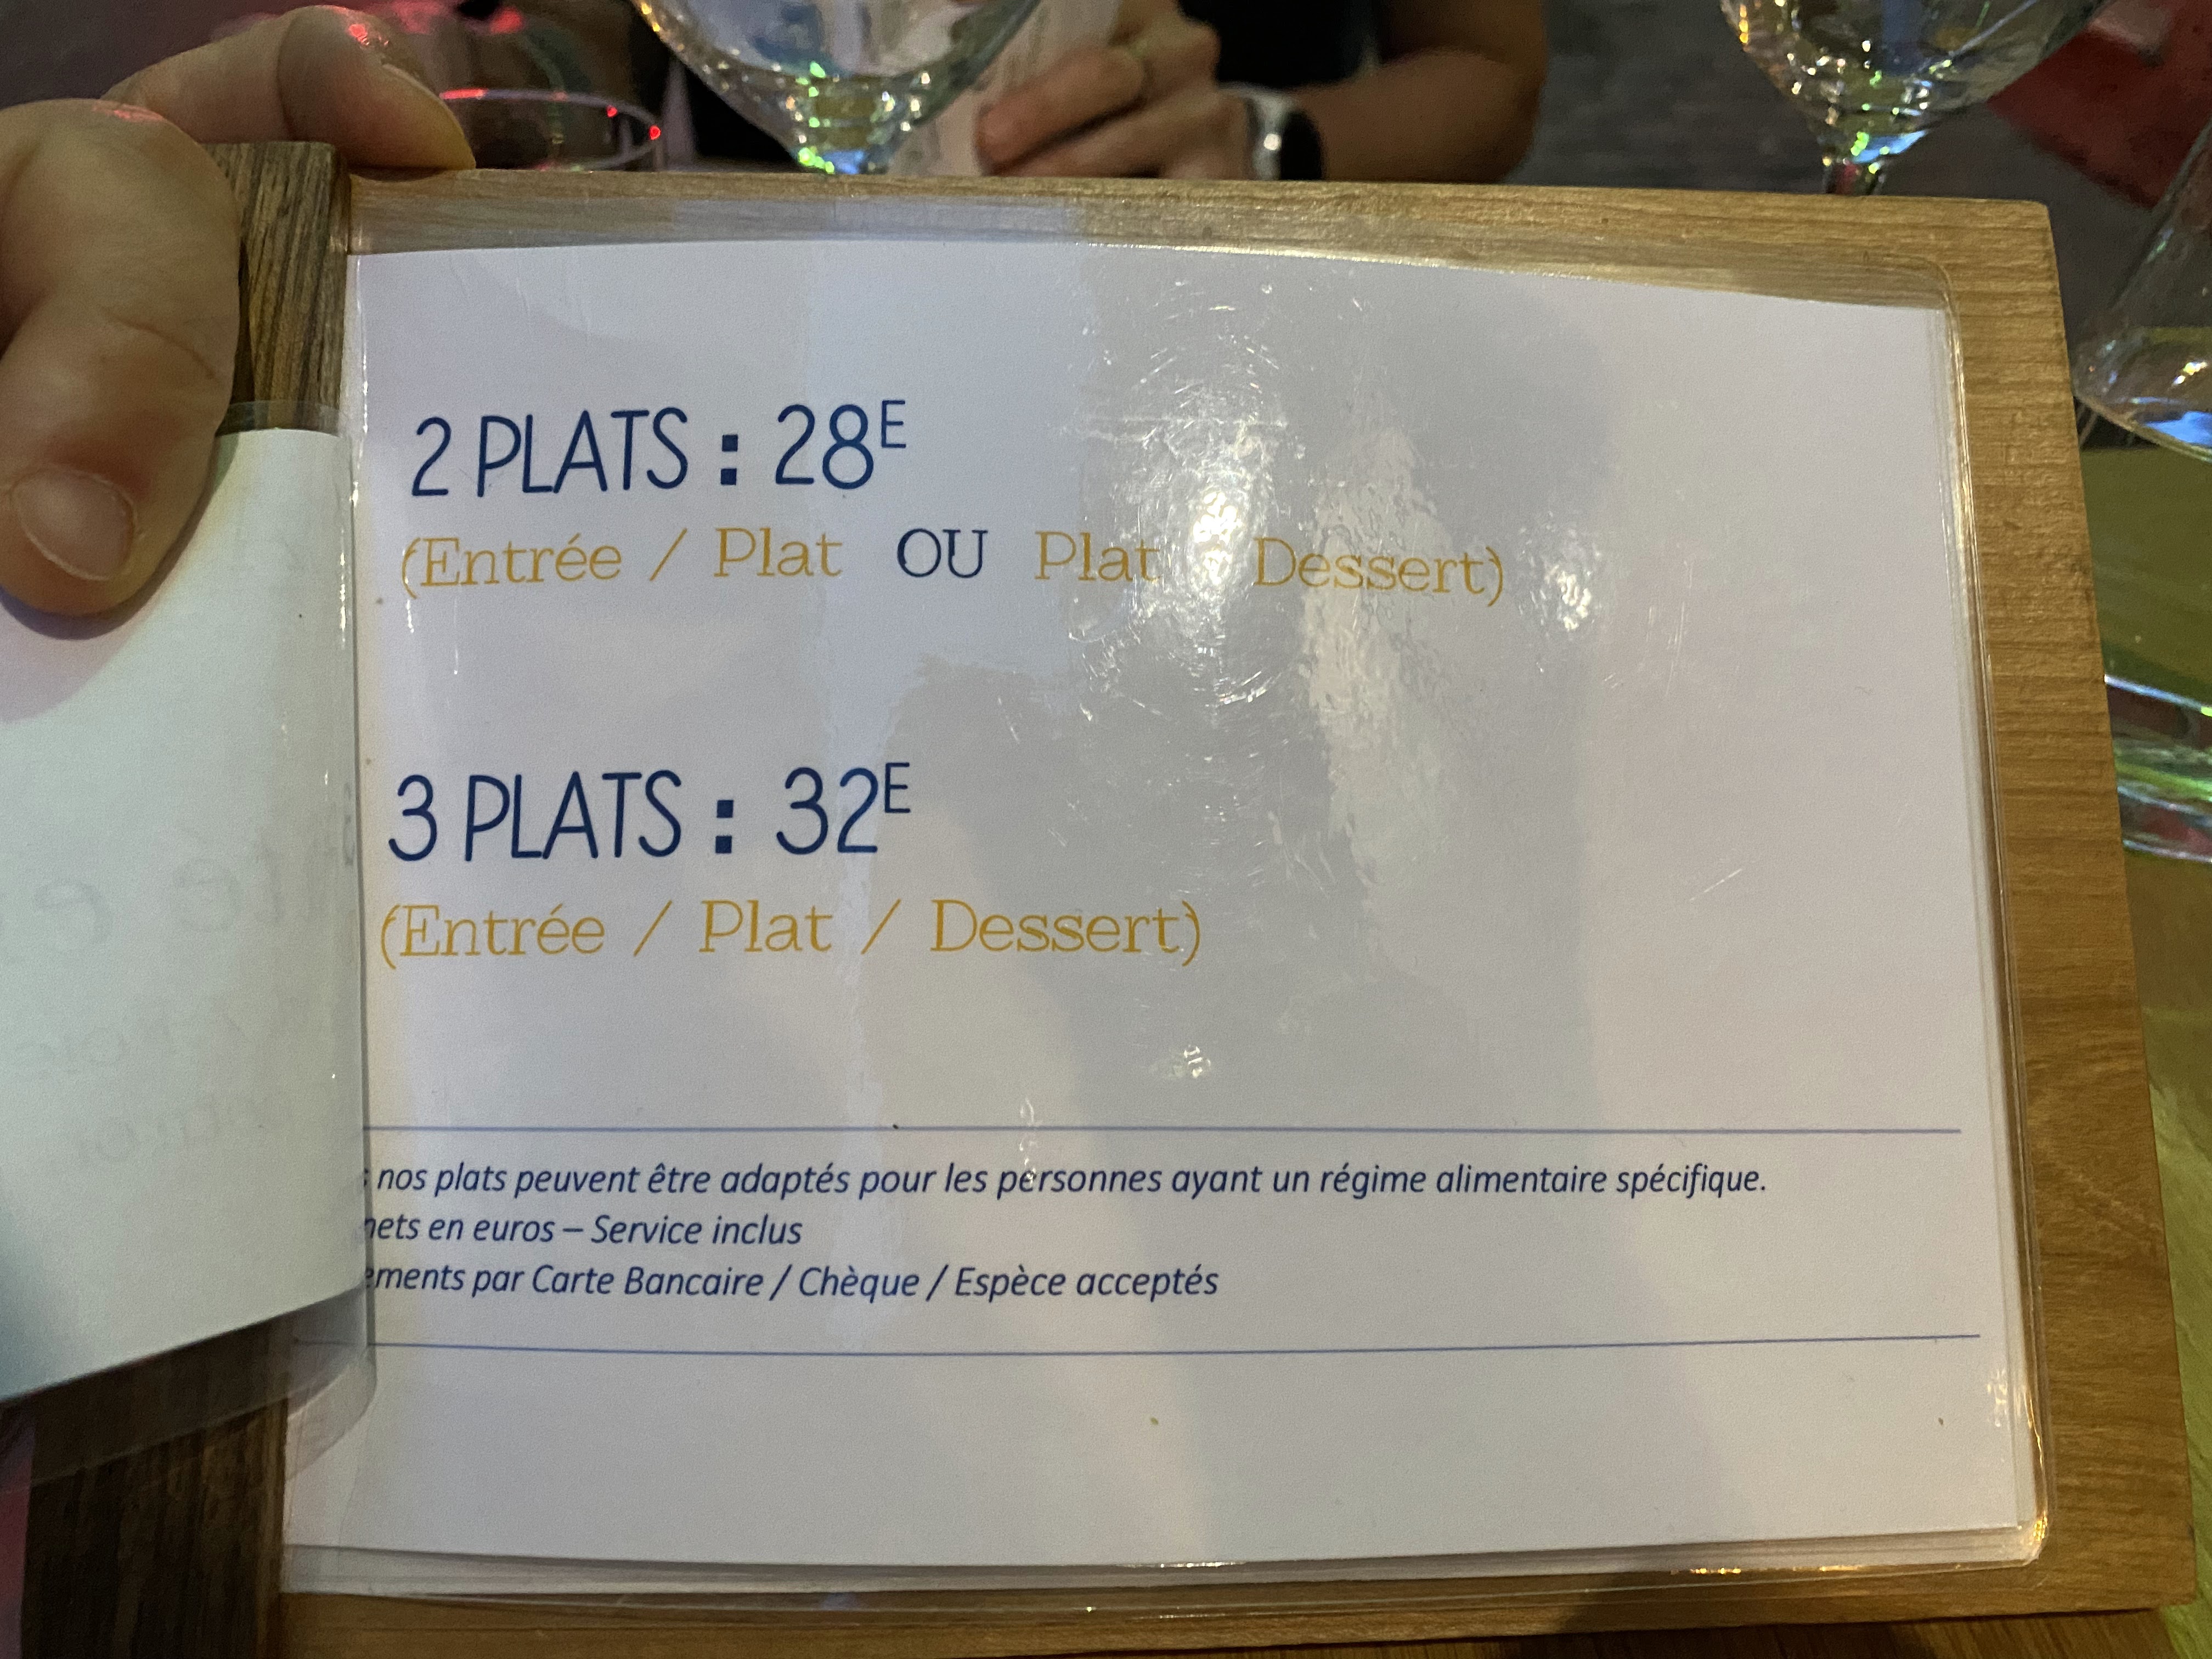 2 PLATS : 28E
(Entrée / Plat OU Plat Dessert)
3 PLATS : 32E
(Entrée / Plat / Dessert)
nos plats peuvent être adaptés pour les personnes ayant un régime alimentaire spécifique.
en euros – Service inclus
par Carte Bancaire / Chèque / Espèce acceptés